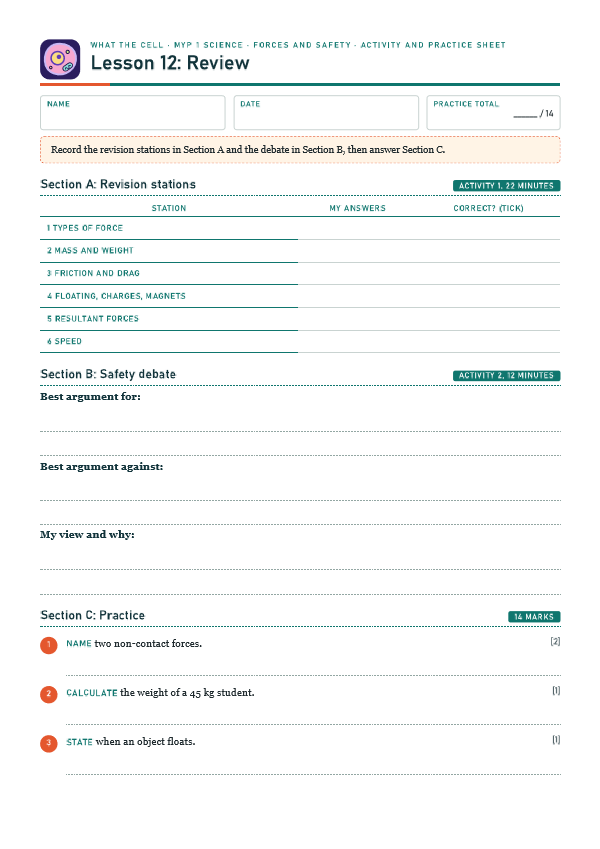 WHAT THE CELL · MYP 1 SCIENCE · FORCES AND SAFETY · ACTIVITY AND PRACTICE SHEET
Lesson 12: Review
NAME
DATE
PRACTICE TOTAL
_____ / 14
Record the revision stations in Section A and the debate in Section B, then answer Section C.
Section A: Revision stations
ACTIVITY 1, 22 MINUTES
STATION MY ANSWERS CORRECT? (TICK)
1 TYPES OF FORCE
2 MASS AND WEIGHT
3 FRICTION AND DRAG
4 FLOATING, CHARGES, MAGNETS
5 RESULTANT FORCES
6 SPEED
Section B: Safety debate
ACTIVITY 2, 12 MINUTES
Best argument for:
Best argument against:
My view and why:
Section C: Practice
14 MARKS
1 NAME two non-contact forces. [2]
2 CALCULATE the weight of a 45 kg student. [1]
3 STATE when an object floats. [1]